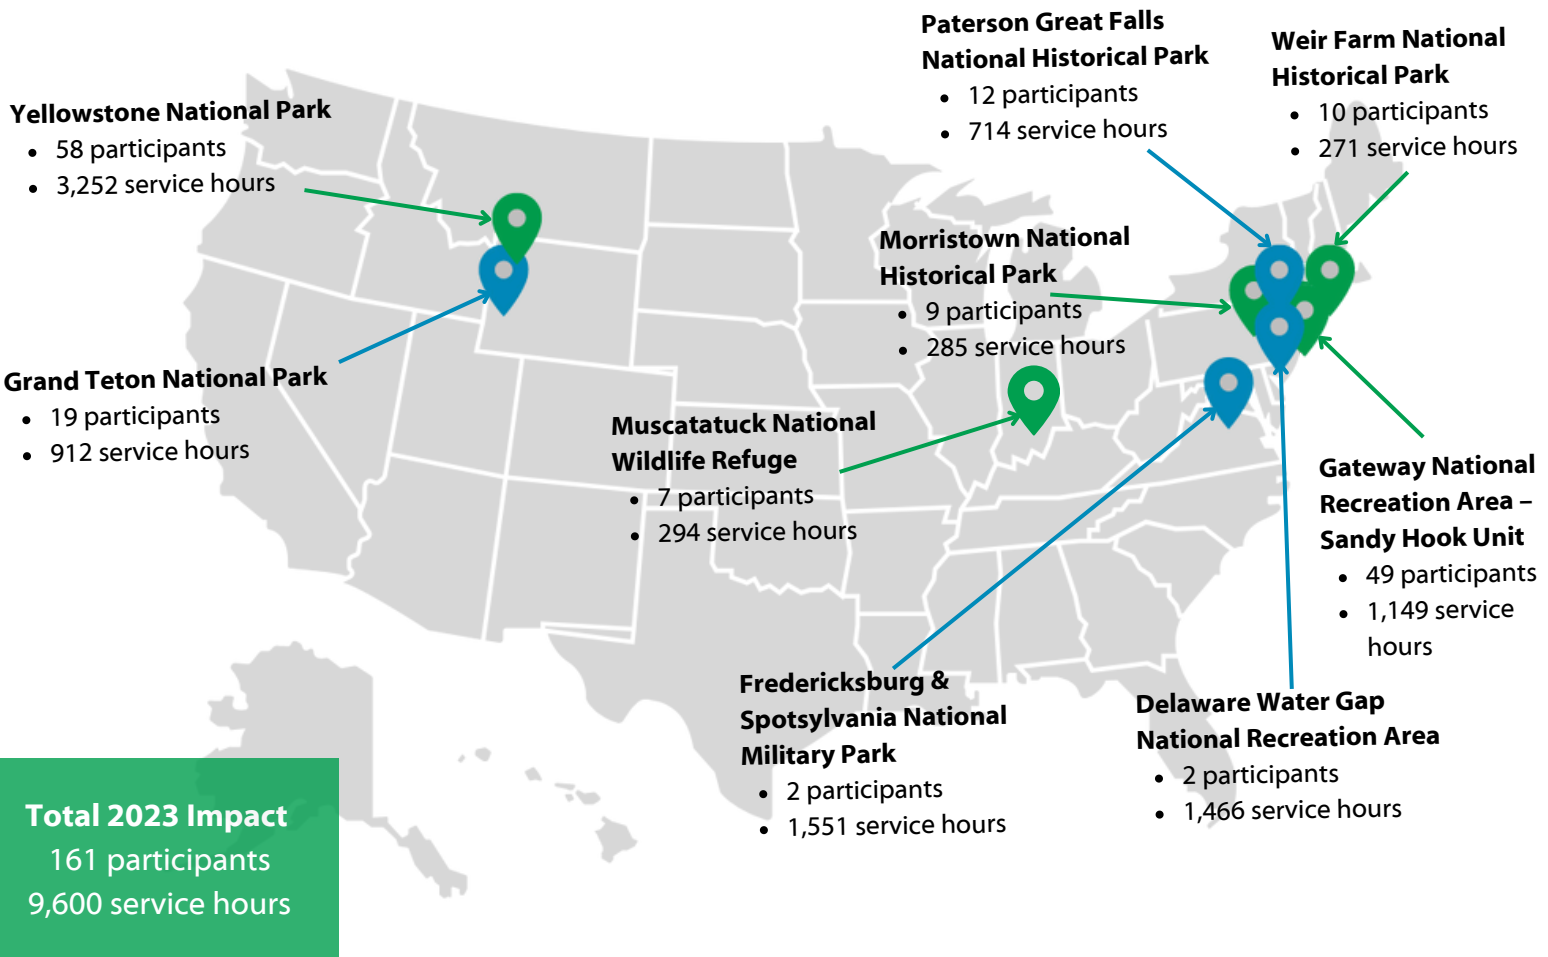 Paterson Great Falls
National Historical Park
• 12 participants
• 714 service hours
Weir Farm National
Historical Park
• 10 participants
• 271 service hours
Yellowstone National Park
• 58 participants
• 3,252 service hours
Morristown National
Historical Park
• 9 participants
• 285 service hours
Grand Teton National Park
• 19 participants
• 912 service hours
Muscatatuck National
Wildlife Refuge
• 7 participants
• 294 service hours
Gateway National
Recreation Area –
Sandy Hook Unit
• 49 participants
• 1,149 service
hours
Fredericksburg &
Spotsylvania National
Military Park
• 2 participants
• 1,551 service hours
Delaware Water Gap
National Recreation Area
• 2 participants
• 1,466 service hours
Total 2023 Impact
161 participants
9,600 service hours